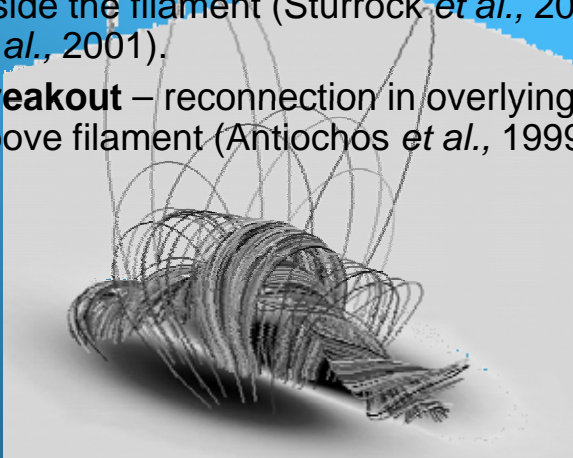 side the filament (Sturrock et al., 20
al., 2001).
eakout – reconnection in overlying
ove filament (Antiochos et al., 1999